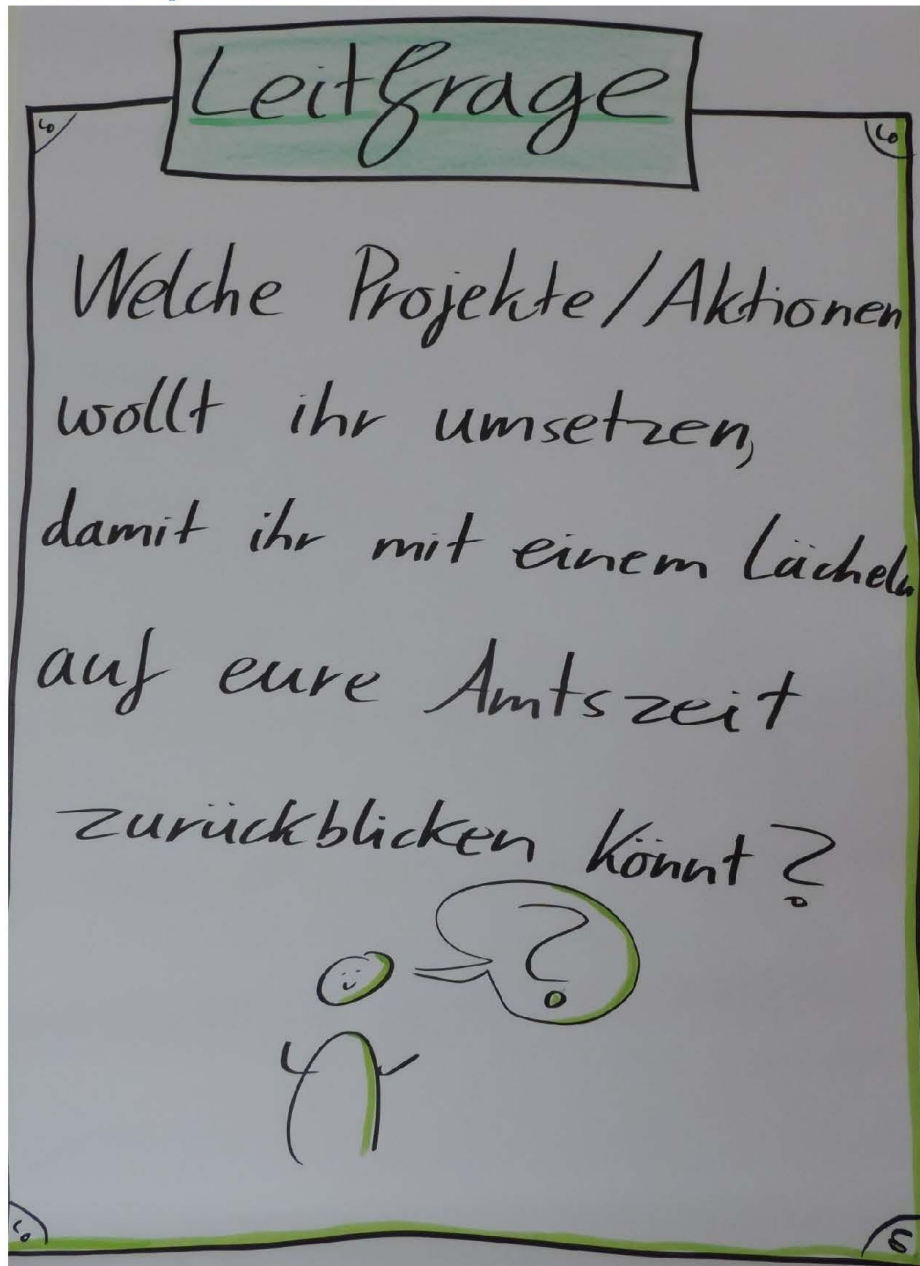 Leitfrage
Welche Projekte/Aktionen
wollt ihr umsetzen,
damit ihr mit einem Lächeln
auf eure Amtszeit
zurückblicken könnt?
?